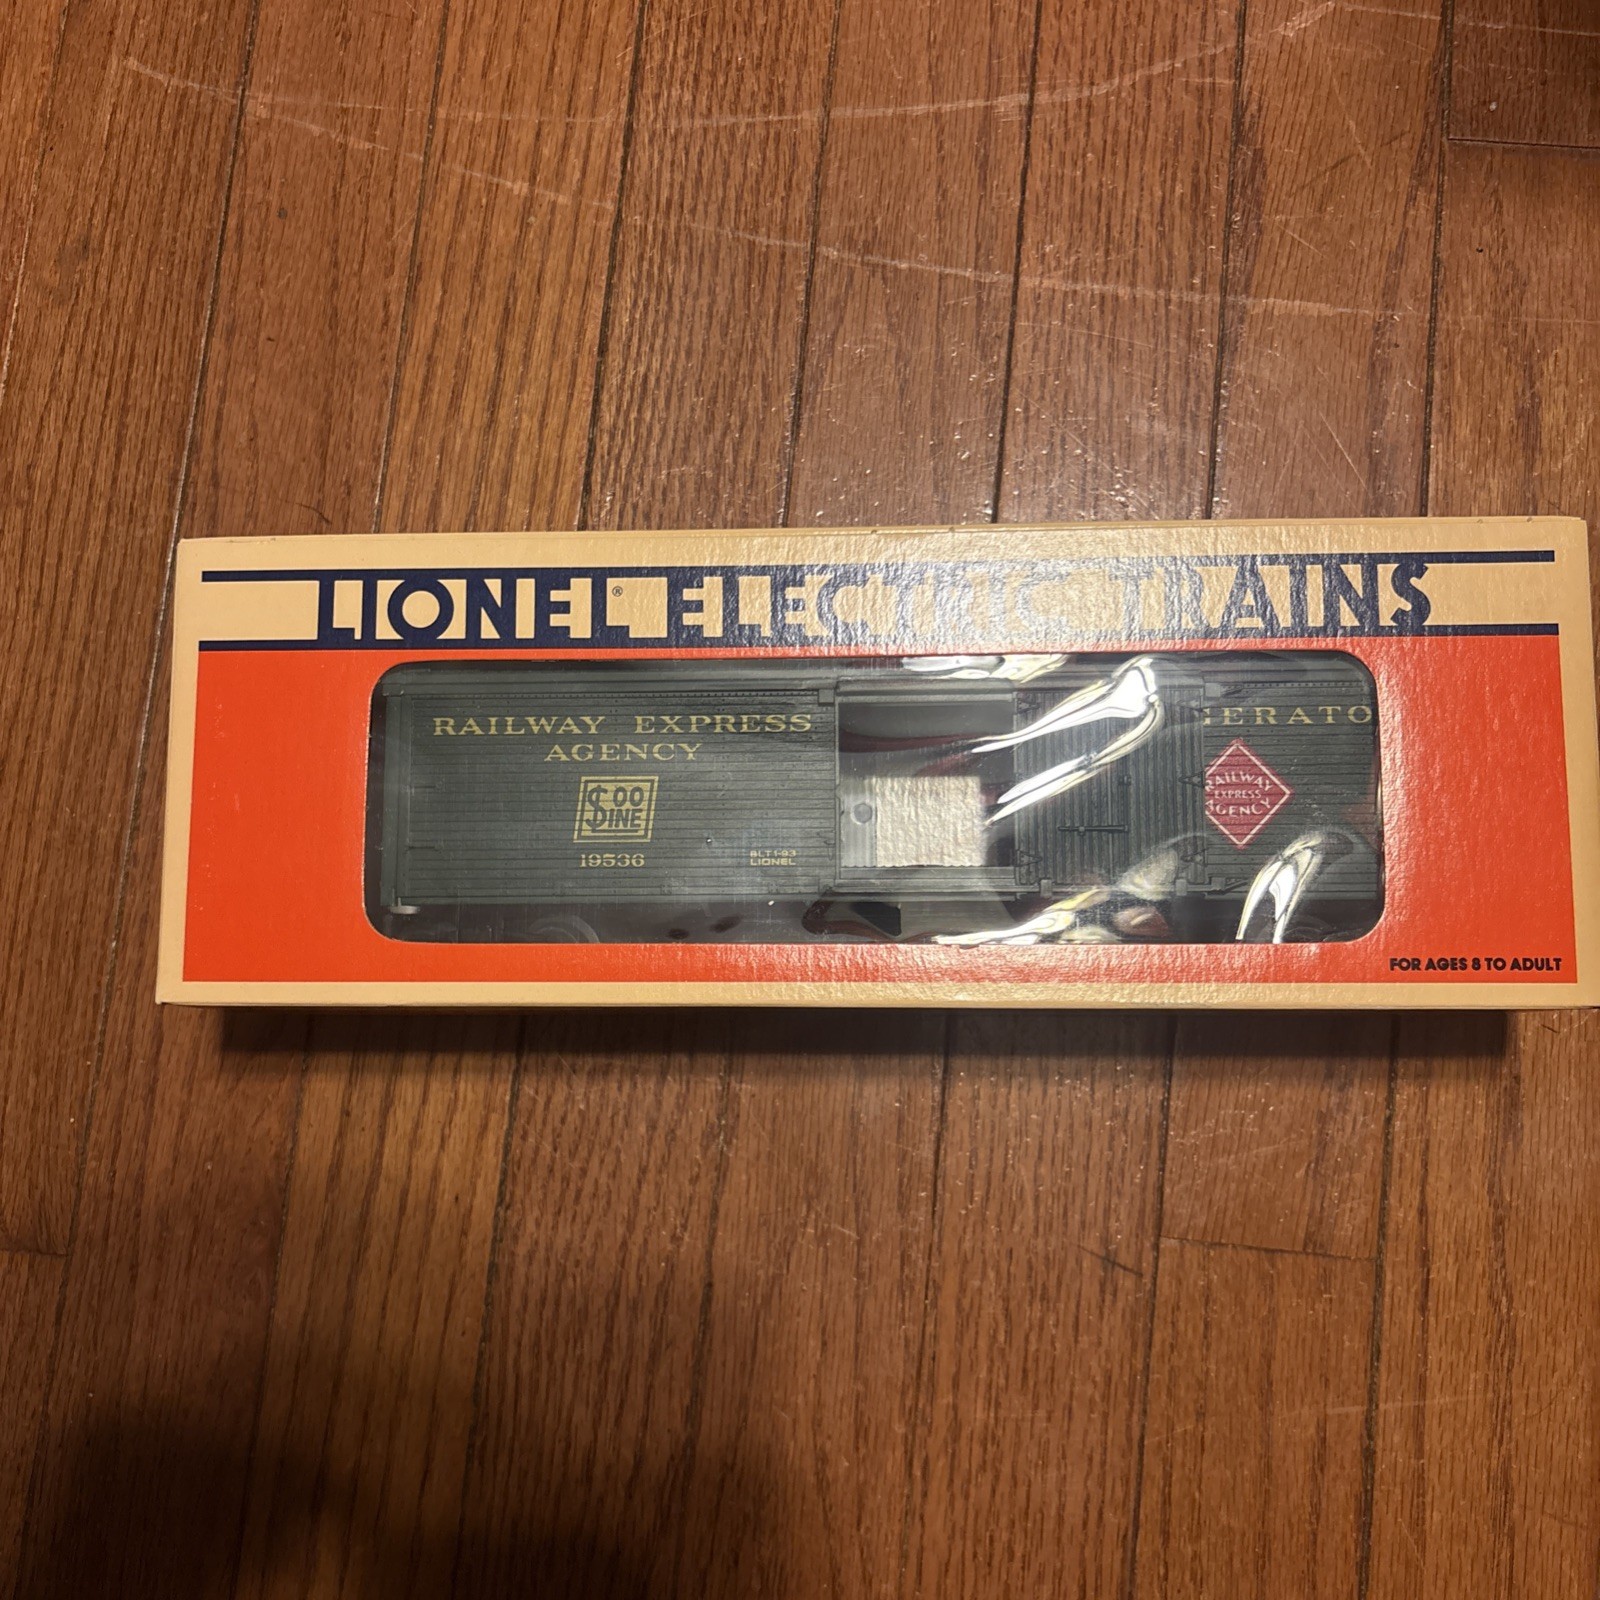 LIONEL® ELECTRIC TRAINS
RAILWAY EXPRESS
AGENCY
SOO
LINE
19536
BLT 1-93
LIONEL
GERATO
RAILWAY
EXPRESS
AGENCY
FOR AGES 8 TO ADULT